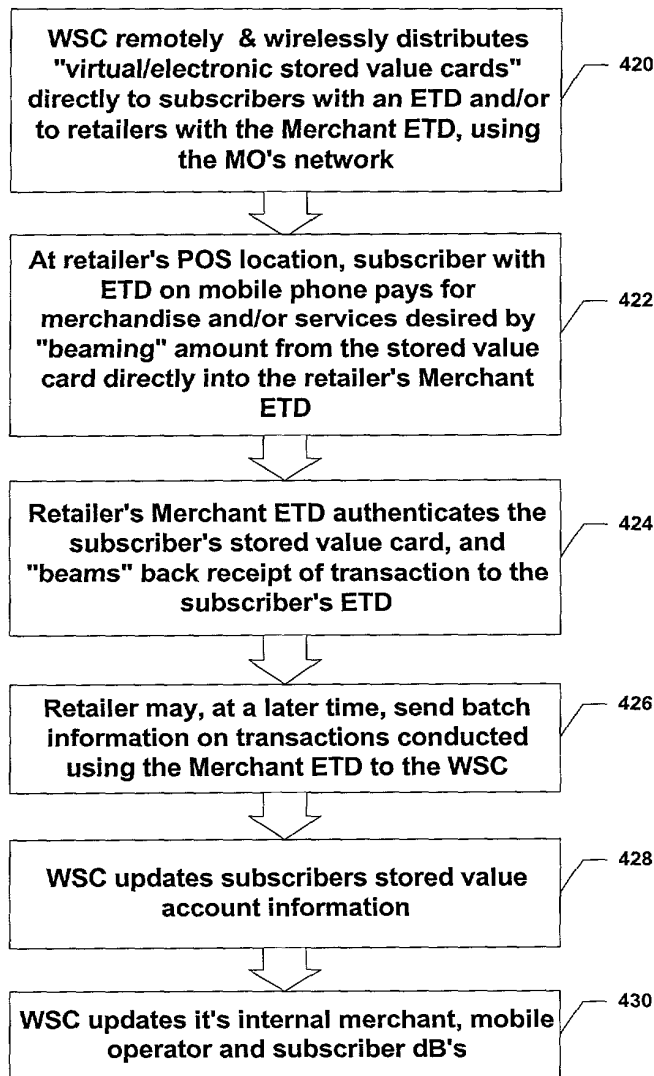 WSC remotely & wirelessly distributes
"virtual/electronic stored value cards"
directly to subscribers with an ETD and/or
to retailers with the Merchant ETD, using
the MO's network
420
At retailer's POS location, subscriber with
ETD on mobile phone pays for
merchandise and/or services desired by
"beaming" amount from the stored value
card directly into the retailer's Merchant
ETD
422
Retailer's Merchant ETD authenticates the
subscriber's stored value card, and
"beams" back receipt of transaction to the
subscriber's ETD
424
Retailer may, at a later time, send batch
information on transactions conducted
using the Merchant ETD to the WSC
426
WSC updates subscribers stored value
account information
428
WSC updates it's internal merchant, mobile
operator and subscriber dB's
430